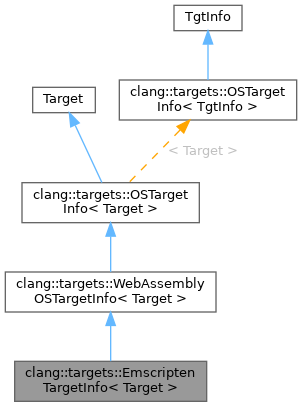 TgtInfo
clang::targets::OSTarget
Info< TgtInfo >
Target
< Target >
clang::targets::OSTarget
Info< Target >
clang::targets::WebAssembly
OSTargetInfo< Target >
clang::targets::Emscripten
TargetInfo< Target >